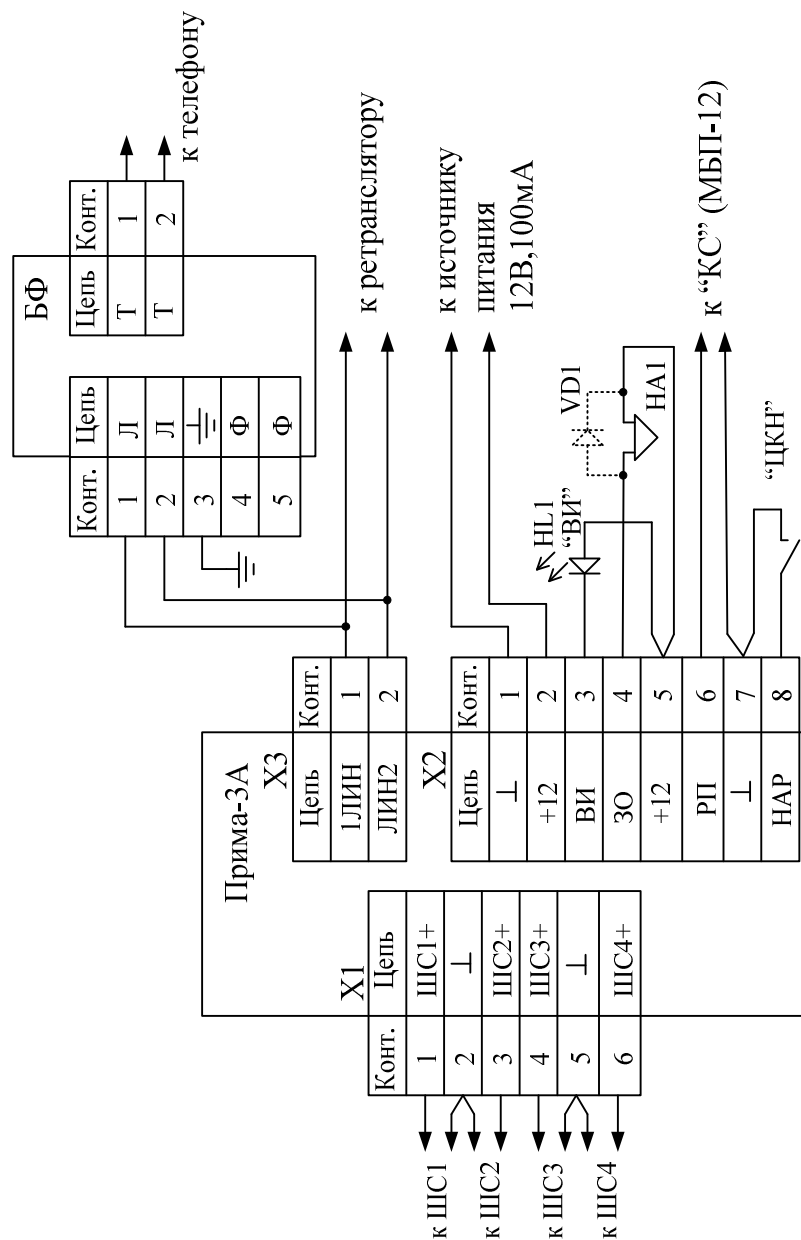 БФ
Цепь Конт.
Т 1
Т 2
к телефону
Конт. Цепь
1 Л
2 Л
3
4 Ф
5 Ф
Прима-3А
X3
Цепь Конт.
1ЛИН 1
ЛИН2 2
к ретранслятору
X2
Цепь Конт.
⊥ 1
+12 2
ВИ 3
ЗО 4
+12 5
РП 6
⊥ 7
НАР 8
к источнику
питания
12В,100мА
HL1
“ВИ”
VD1
HA1
к “КС” (МБП-12)
“ЦКН”
X1
Конт. Цепь
1 ШС1+
2 ⊥
3 ШС2+
4 ШС3+
5 ⊥
6 ШС4+
к ШС1
к ШС2
к ШС3
к ШС4